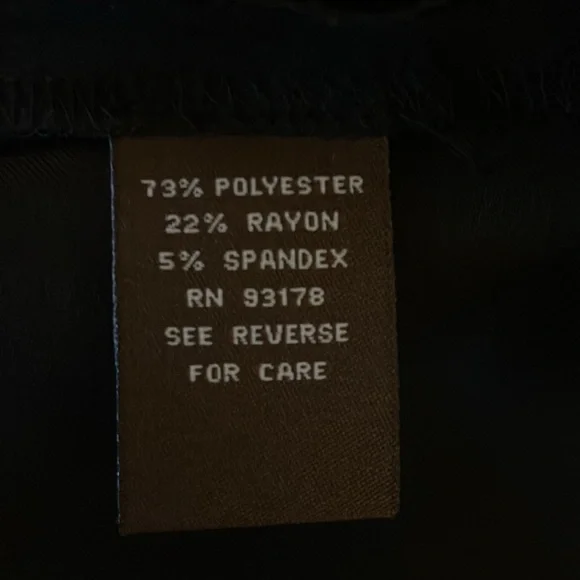 73% POLYESTER
22% RAYON
5% SPANDEX
RN 93178
SEE REVERSE
FOR CARE